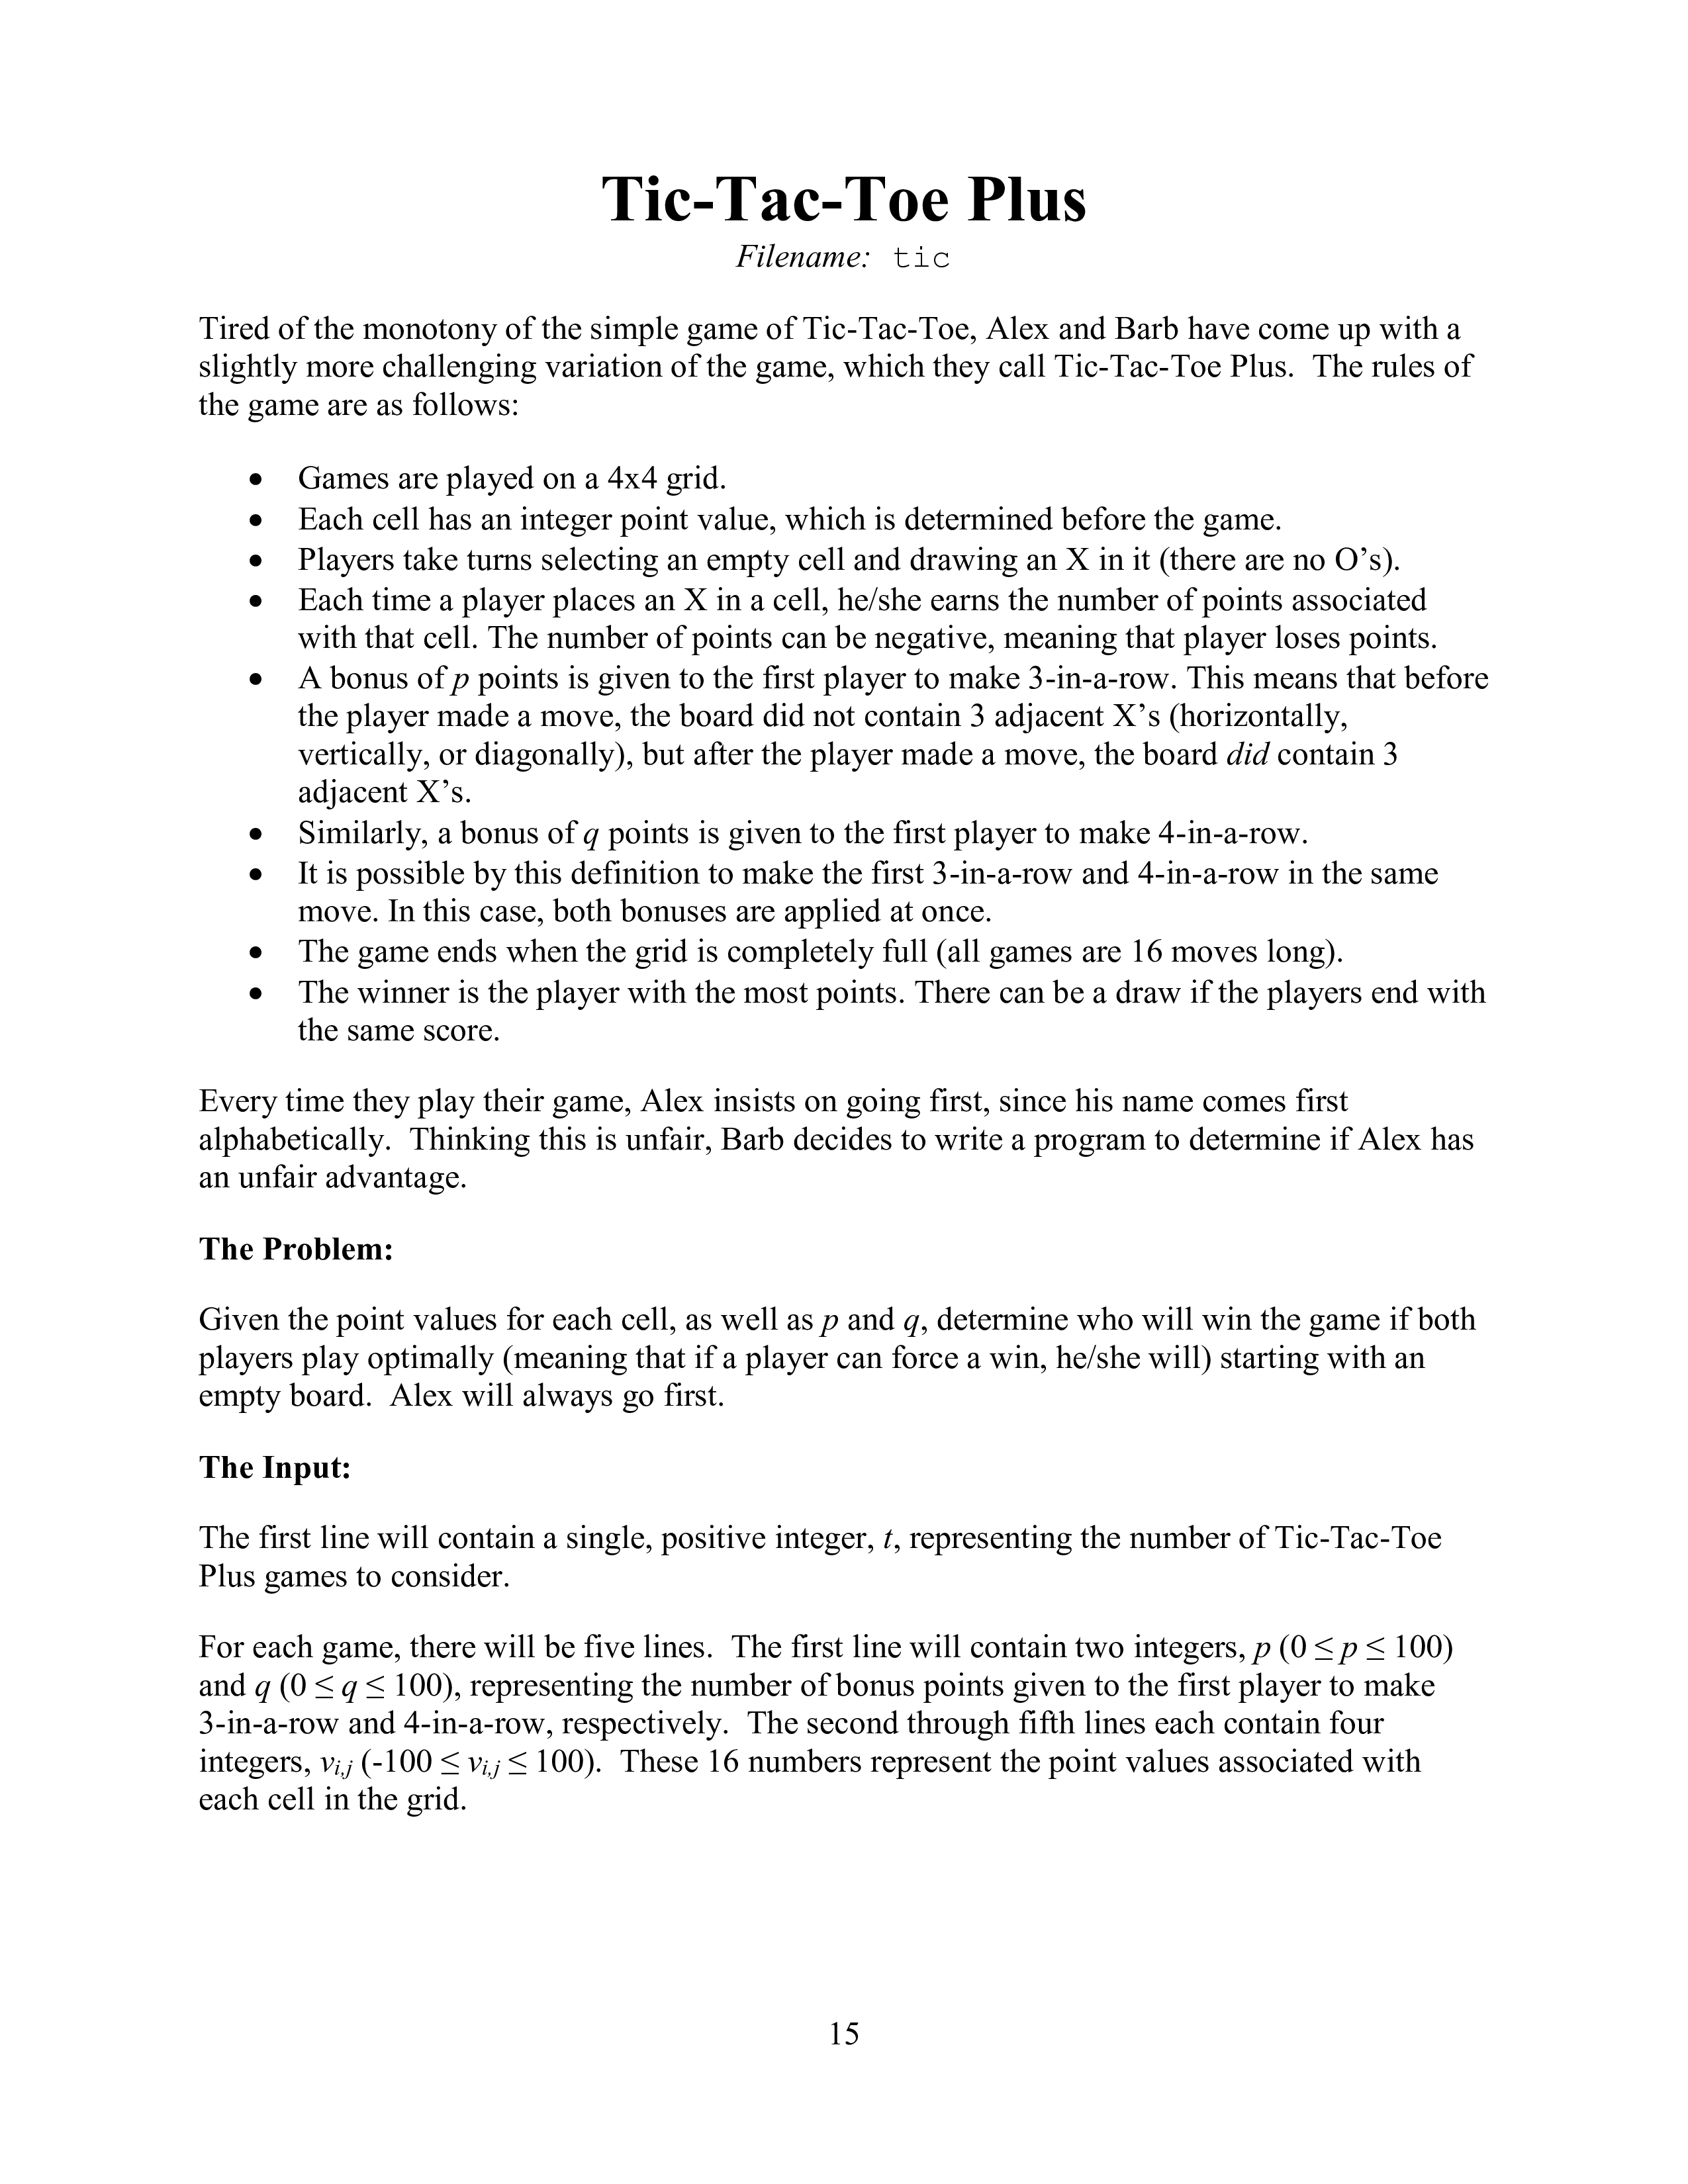 Tic-Tac-Toe Plus
Filename: tic
Tired of the monotony of the simple game of Tic-Tac-Toe, Alex and Barb have come up with a
slightly more challenging variation of the game, which they call Tic-Tac-Toe Plus. The rules of
the game are as follows:
• Games are played on a 4x4 grid.
• Each cell has an integer point value, which is determined before the game.
• Players take turns selecting an empty cell and drawing an X in it (there are no O’s).
• Each time a player places an X in a cell, he/she earns the number of points associated
with that cell. The number of points can be negative, meaning that player loses points.
• A bonus of p points is given to the first player to make 3-in-a-row. This means that before
the player made a move, the board did not contain 3 adjacent X’s (horizontally,
vertically, or diagonally), but after the player made a move, the board did contain 3
adjacent X’s.
• Similarly, a bonus of q points is given to the first player to make 4-in-a-row.
• It is possible by this definition to make the first 3-in-a-row and 4-in-a-row in the same
move. In this case, both bonuses are applied at once.
• The game ends when the grid is completely full (all games are 16 moves long).
• The winner is the player with the most points. There can be a draw if the players end with
the same score.
Every time they play their game, Alex insists on going first, since his name comes first
alphabetically. Thinking this is unfair, Barb decides to write a program to determine if Alex has
an unfair advantage.
The Problem:
Given the point values for each cell, as well as p and q, determine who will win the game if both
players play optimally (meaning that if a player can force a win, he/she will) starting with an
empty board. Alex will always go first.
The Input:
The first line will contain a single, positive integer, t, representing the number of Tic-Tac-Toe
Plus games to consider.
For each game, there will be five lines. The first line will contain two integers, p (0 ≤ p ≤ 100)
and q (0 ≤ q ≤ 100), representing the number of bonus points given to the first player to make
3-in-a-row and 4-in-a-row, respectively. The second through fifth lines each contain four
integers, vi,j (-100 ≤ vi,j ≤ 100). These 16 numbers represent the point values associated with
each cell in the grid.
15